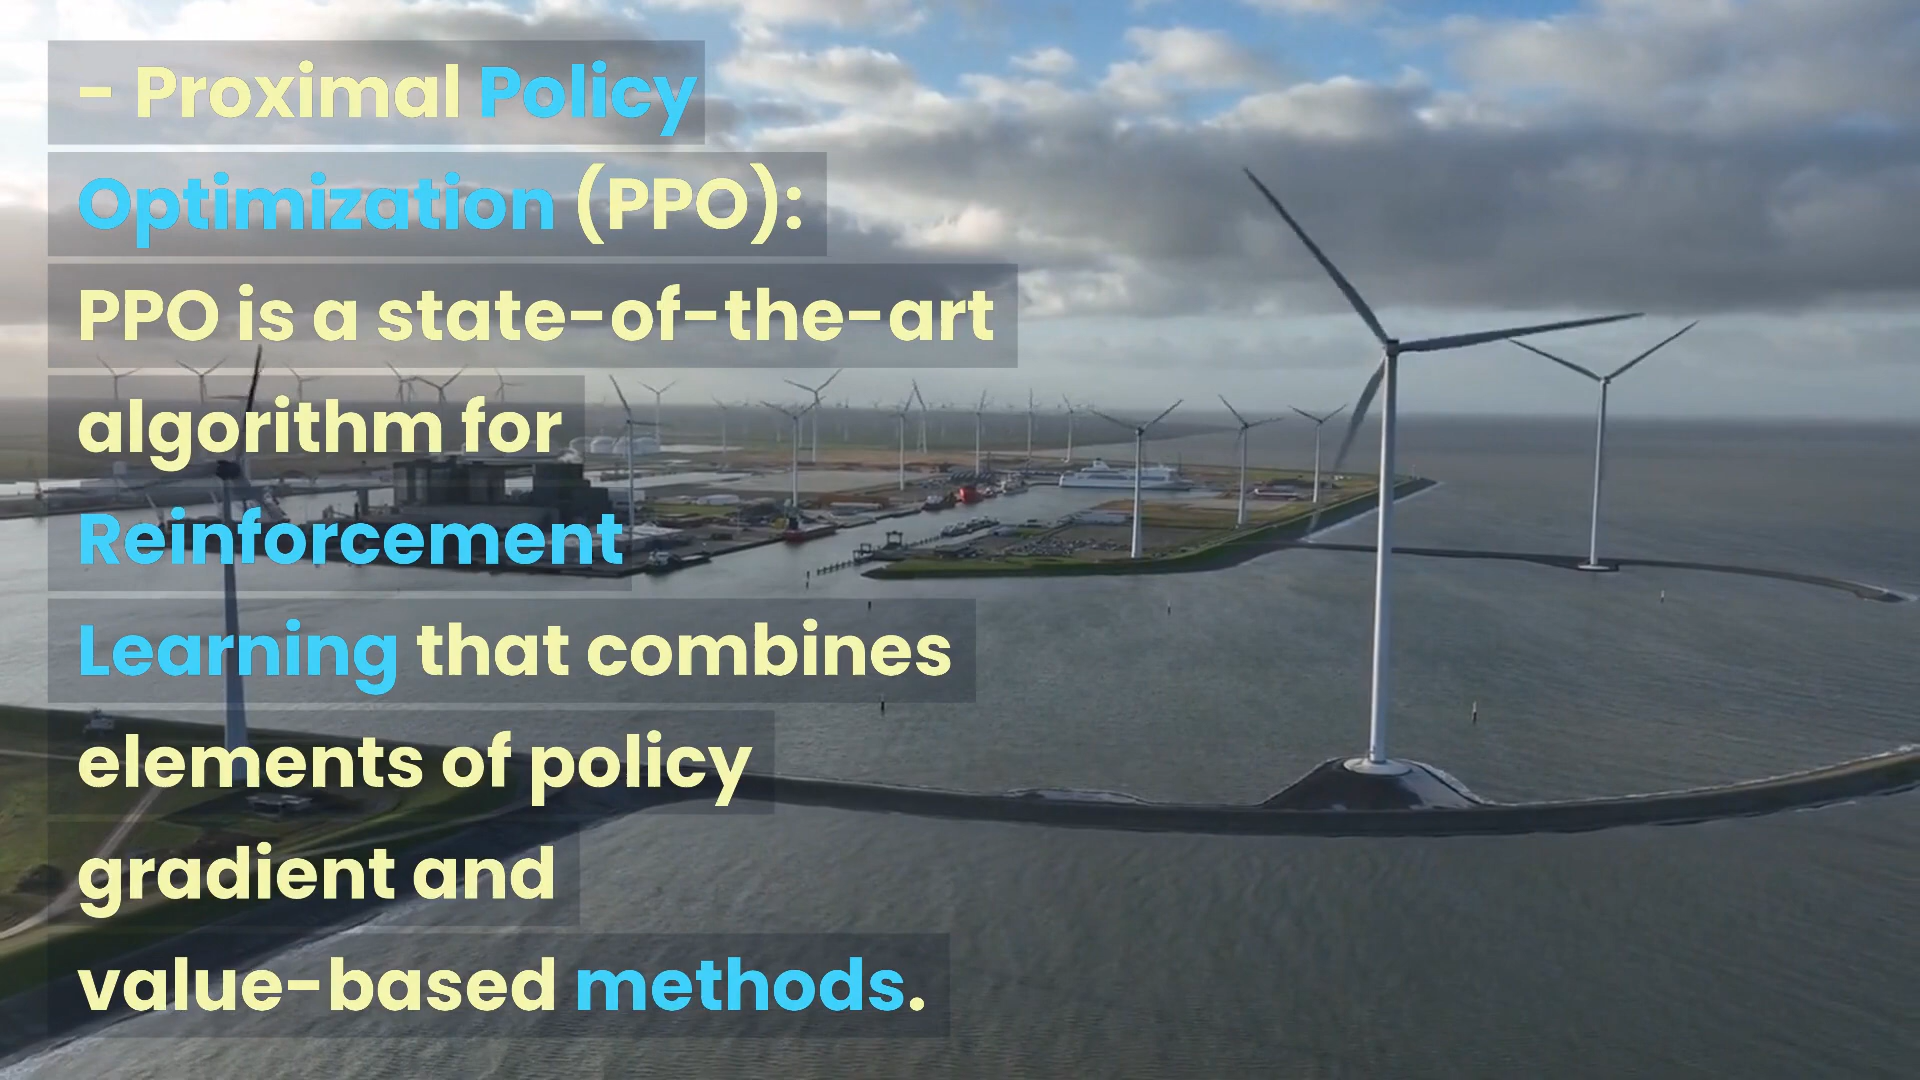 - Proximal Policy
Optimization (PPO):
PPO is a state-of-the-art
algorithm for
Reinforcement
Learning that combines
elements of policy
gradient and
value-based methods.